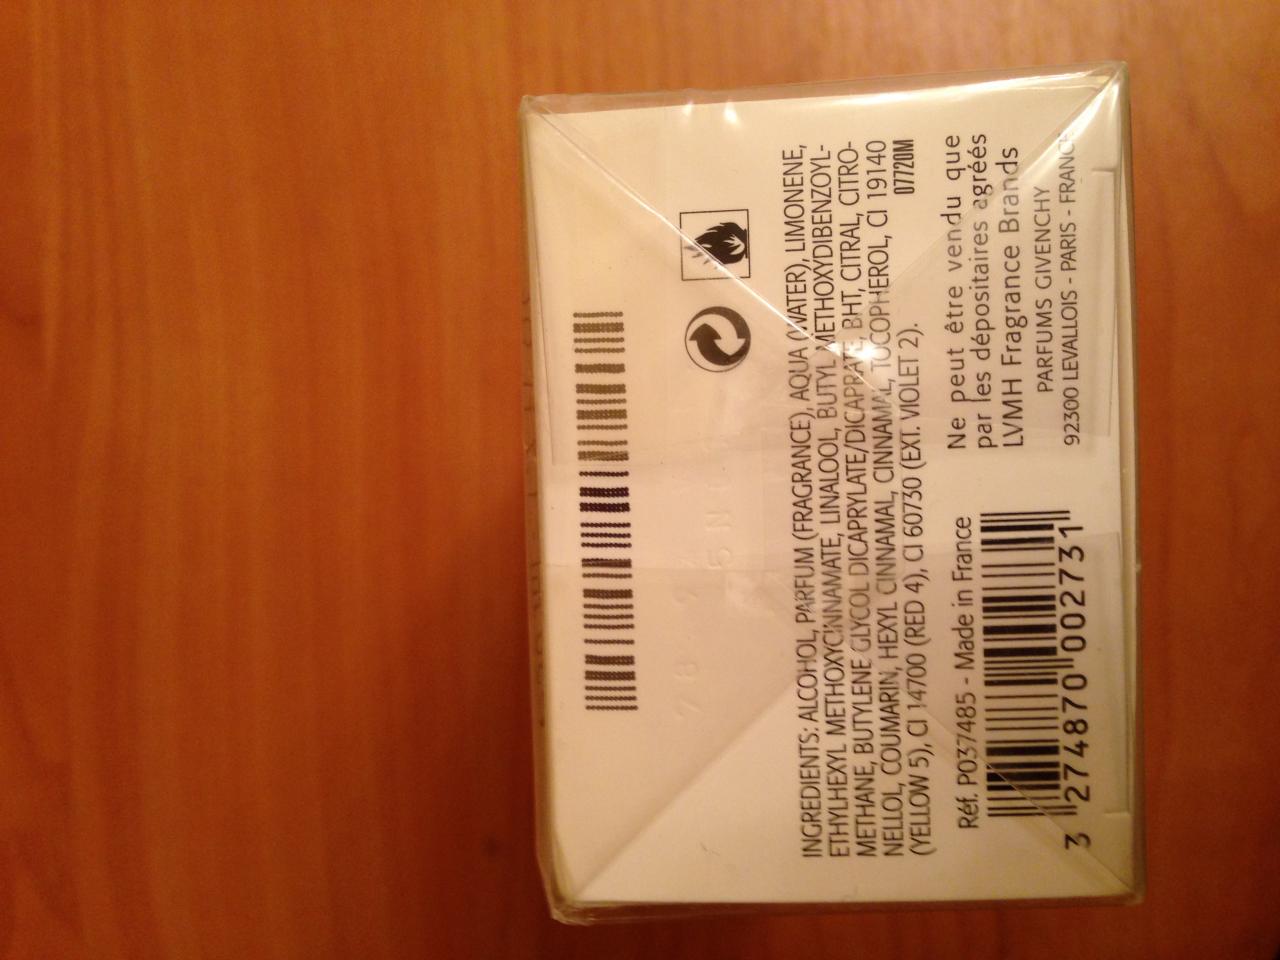 INGREDIENTS: ALCOHOL, PARFUM (FRAGRANCE), AQUA (WATER), LIMONENE,
ETHYLHEXYL METHOXYCINNAMATE, LINALOOL, BUTYL METHOXYDIBENZOYL-
METHANE, BUTYLENE GLYCOL DICAPRYLATE/DICAPRATE, BHT, CITRAL, CITRO-
NELLOL, COUMARIN, HEXYL CINNAMAL, CINNAMAL, TOCOPHEROL, CI 19140
(YELLOW 5), CI 14700 (RED 4), CI 60730 (EXT. VIOLET 2).
07720M
Réf. P037485 - Made in France
3 274870 002731
Ne peut être vendu que
par les dépositaires agréés
LVMH Fragrance Brands
PARFUMS GIVENCHY
92300 LEVALLOIS - PARIS - FRANCE